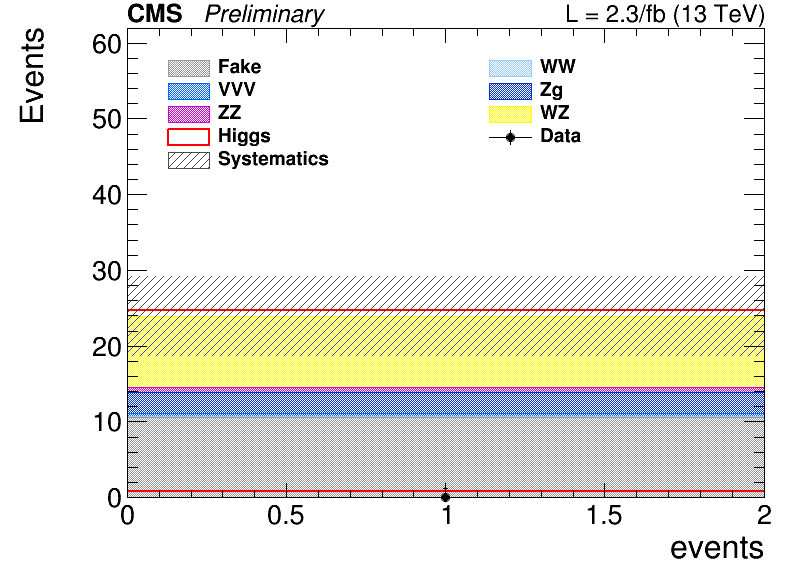 CMS Preliminary L = 2.3/fb (13 TeV)
Events
60
50
40
30
20
10
0
Fake WW
VVV Zg
ZZ WZ
Higgs Data
Systematics
0 0.5 1 1.5 2
events